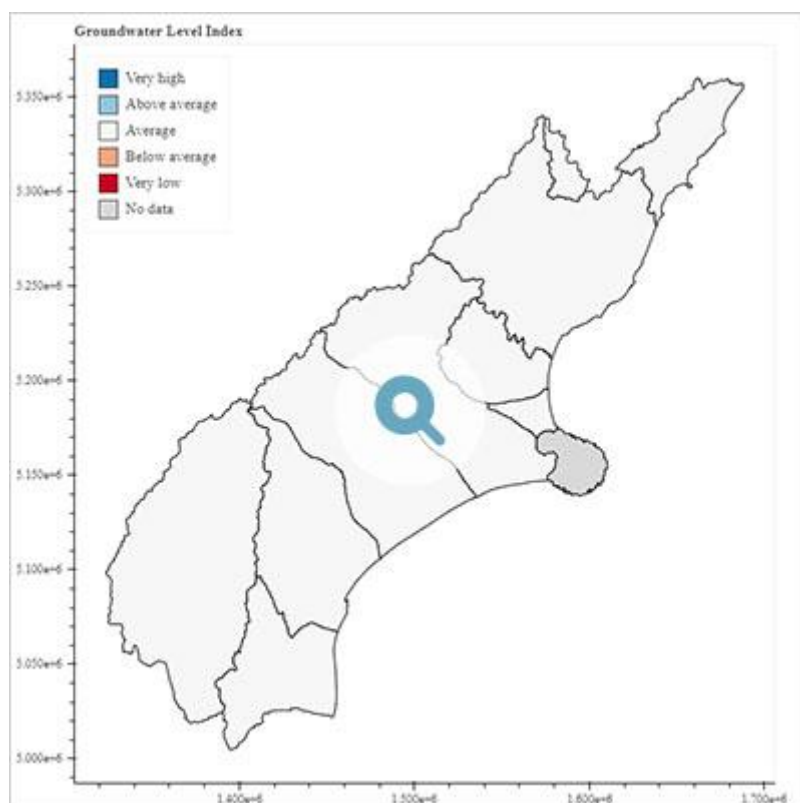 Groundwater Level Index
Very high
Above average
Average
Below average
Very low
No data
5.350e+6
5.300e+6
5.250e+6
5.200e+6
5.150e+6
5.100e+6
5.050e+6
5.000e+6
1.400e+6 1.500e+6 1.600e+6 1.700e+6